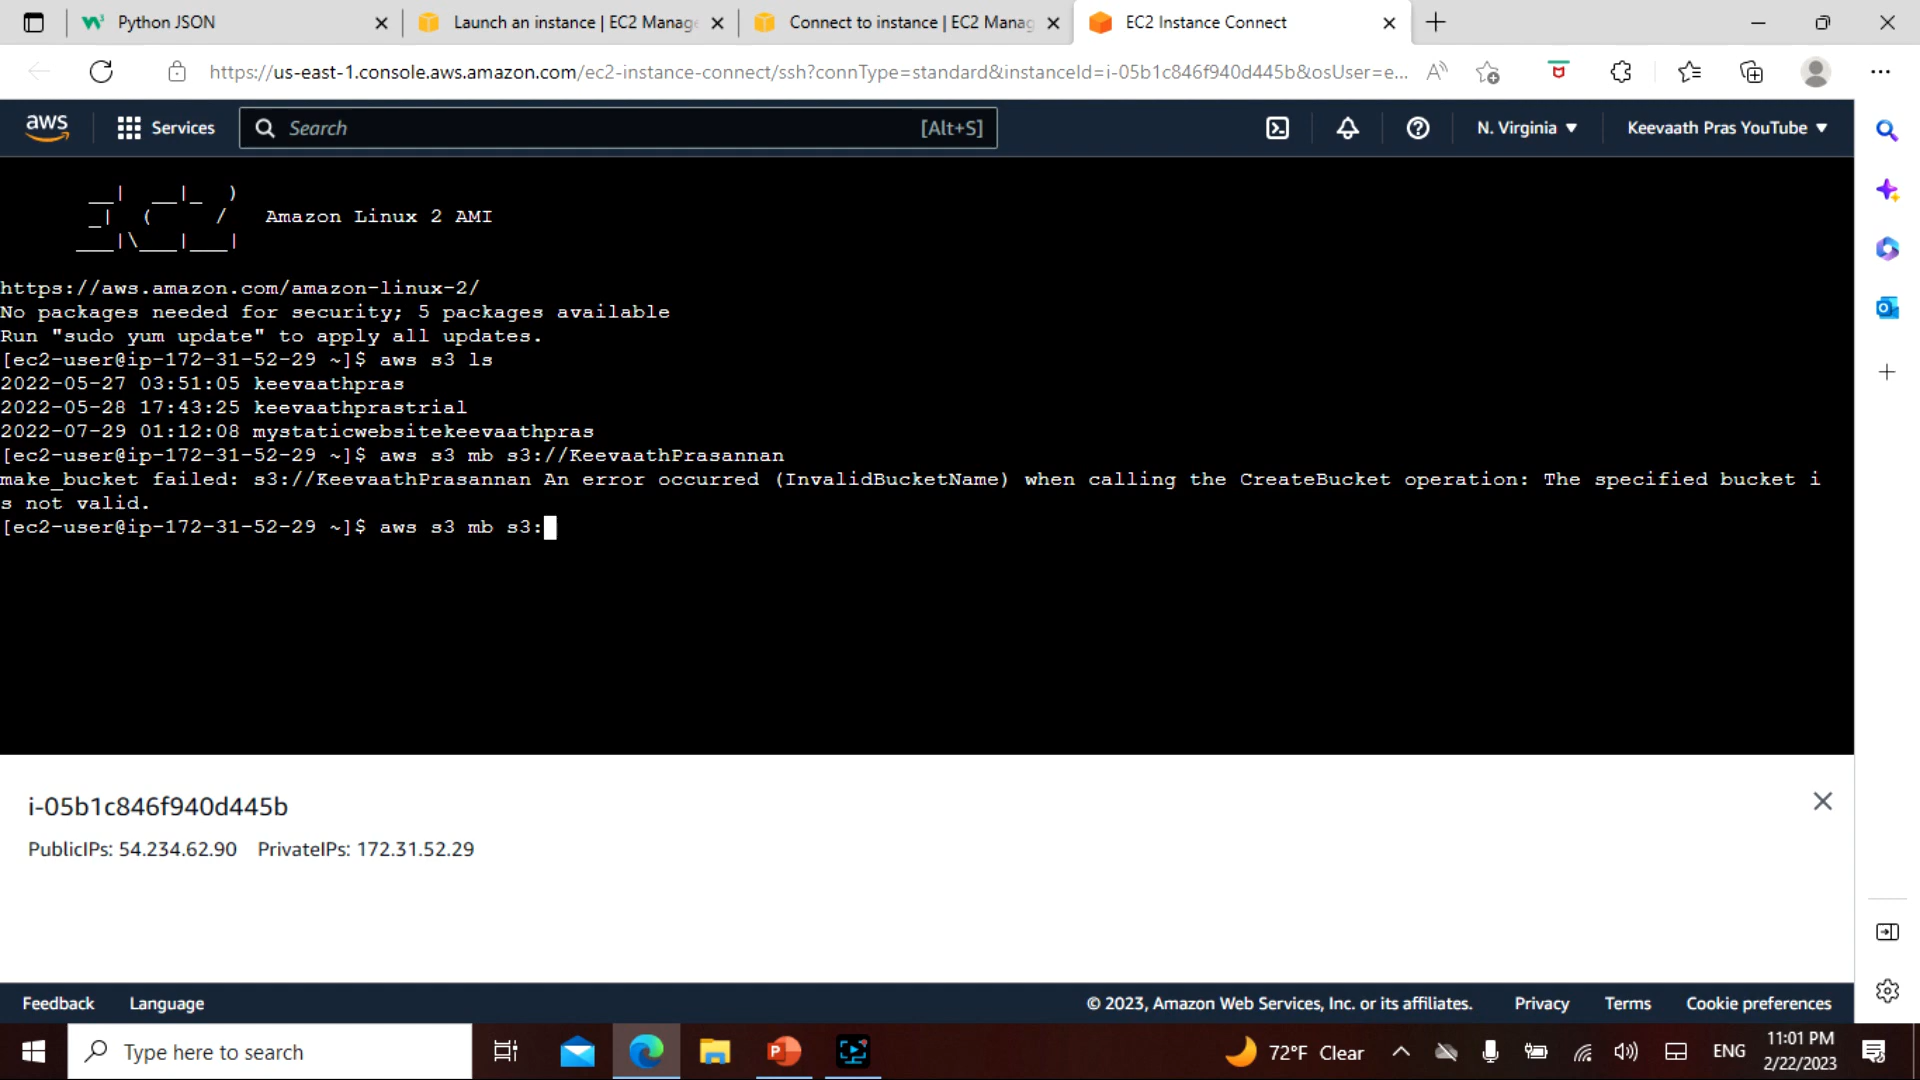 Python JSON
Launch an instance | EC2 Manag
Connect to instance | EC2 Manag
EC2 Instance Connect
https://us-east-1.console.aws.amazon.com/ec2-instance-connect/ssh?connType=standard&instanceId=i-05b1c846f940d445b&osUser=e...
aws
Services
Search
[Alt+S]
N. Virginia
Keevaath Pras YouTube
Amazon Linux 2 AMI
https://aws.amazon.com/amazon-linux-2/
No packages needed for security; 5 packages available
Run "sudo yum update" to apply all updates.
[ec2-user@ip-172-31-52-29 ~]$ aws s3 ls
2022-05-27 03:51:05 keevaathpras
2022-05-28 17:43:25 keevaathprastrial
2022-07-29 01:12:08 mystaticwebsitekeevaathpras
[ec2-user@ip-172-31-52-29 ~]$ aws s3 mb s3://KeevaathPrasannan
make_bucket failed: s3://KeevaathPrasannan An error occurred (InvalidBucketName) when calling the CreateBucket operation: The specified bucket i
s not valid.
[ec2-user@ip-172-31-52-29 ~]$ aws s3 mb s3:
i-05b1c846f940d445b
PublicIPs: 54.234.62.90 PrivateIPs: 172.31.52.29
Feedback
Language
© 2023, Amazon Web Services, Inc. or its affiliates.
Privacy
Terms
Cookie preferences
Type here to search
72°F Clear
ENG
11:01 PM
2/22/2023